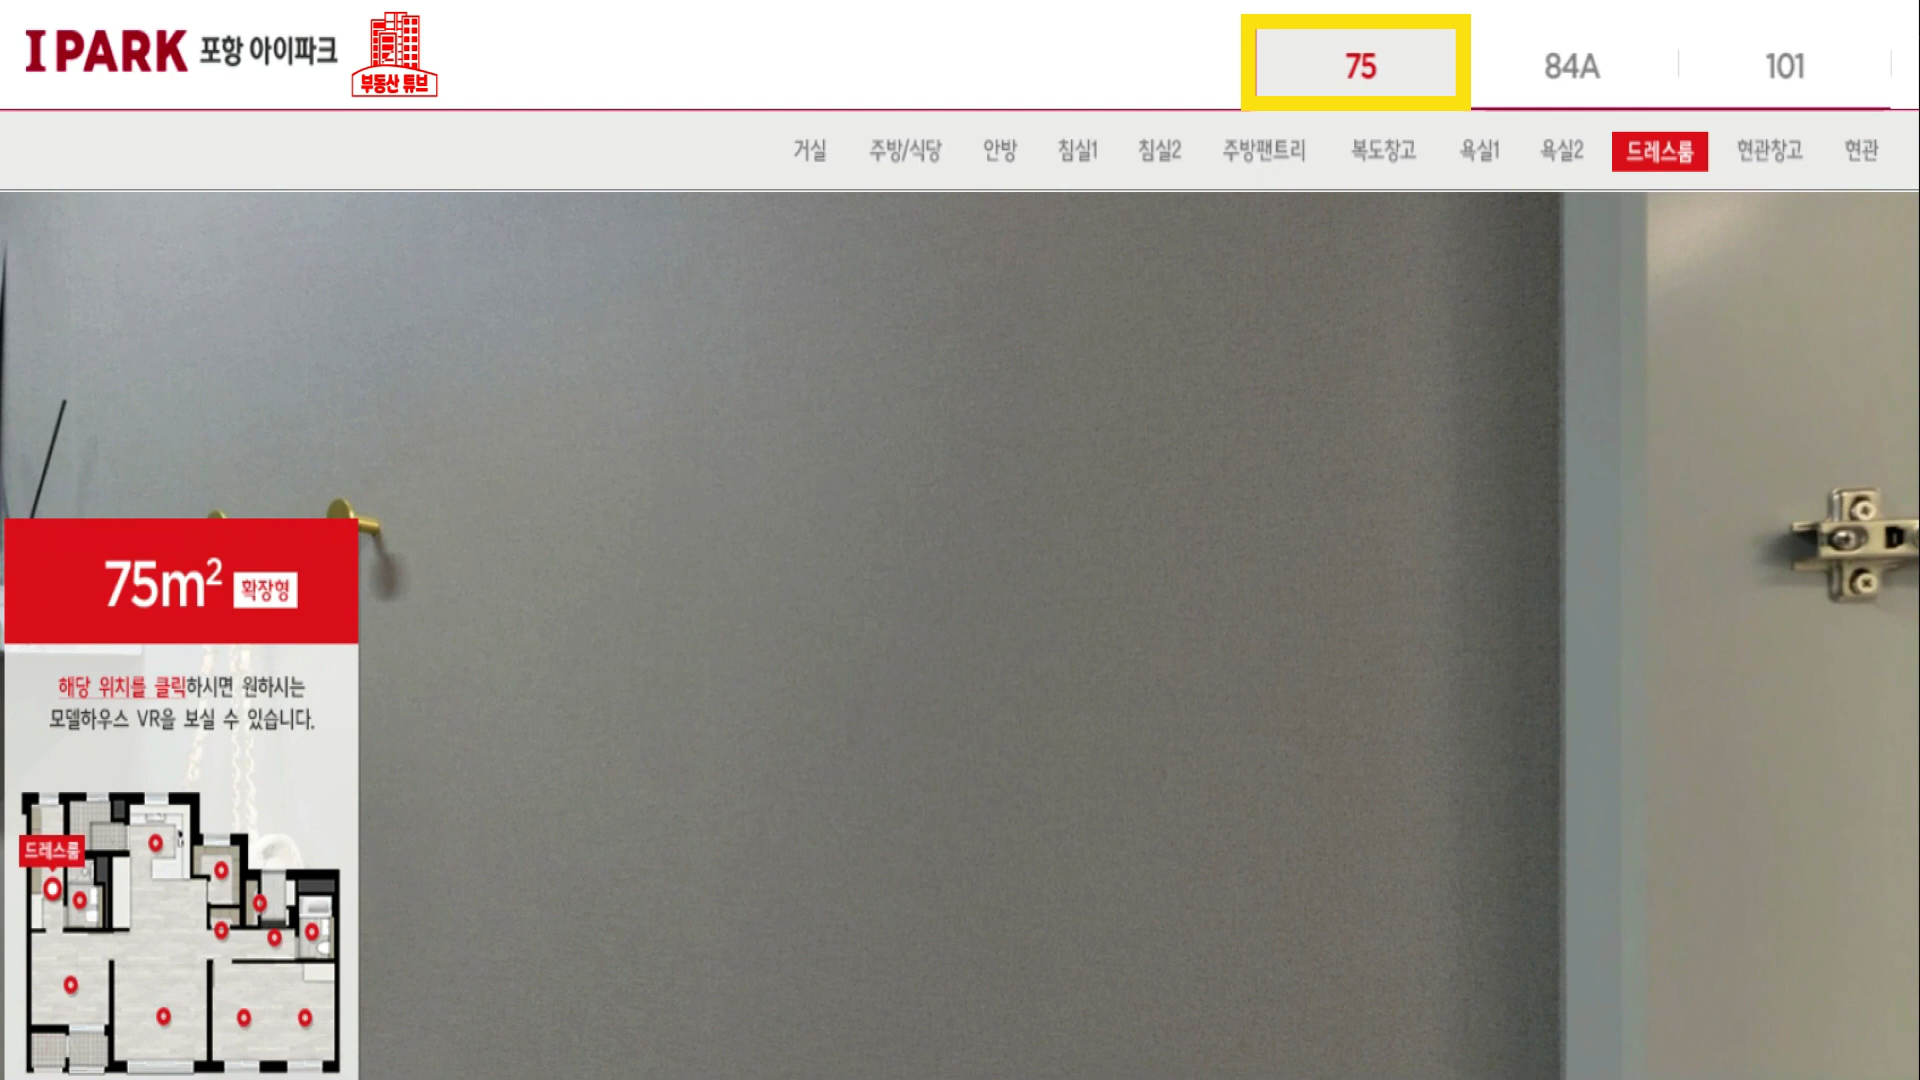 I PARK 포항 아이파크
부동산 튜브
75 84A 101
거실 주방/식당 안방 침실1 침실2 주방팬트리 복도창고 욕실1 욕실2 드레스룸 현관창고 현관
75m² 확장형
해당 위치를 클릭하시면 원하시는
모델하우스 VR을 보실 수 있습니다.
드레스룸